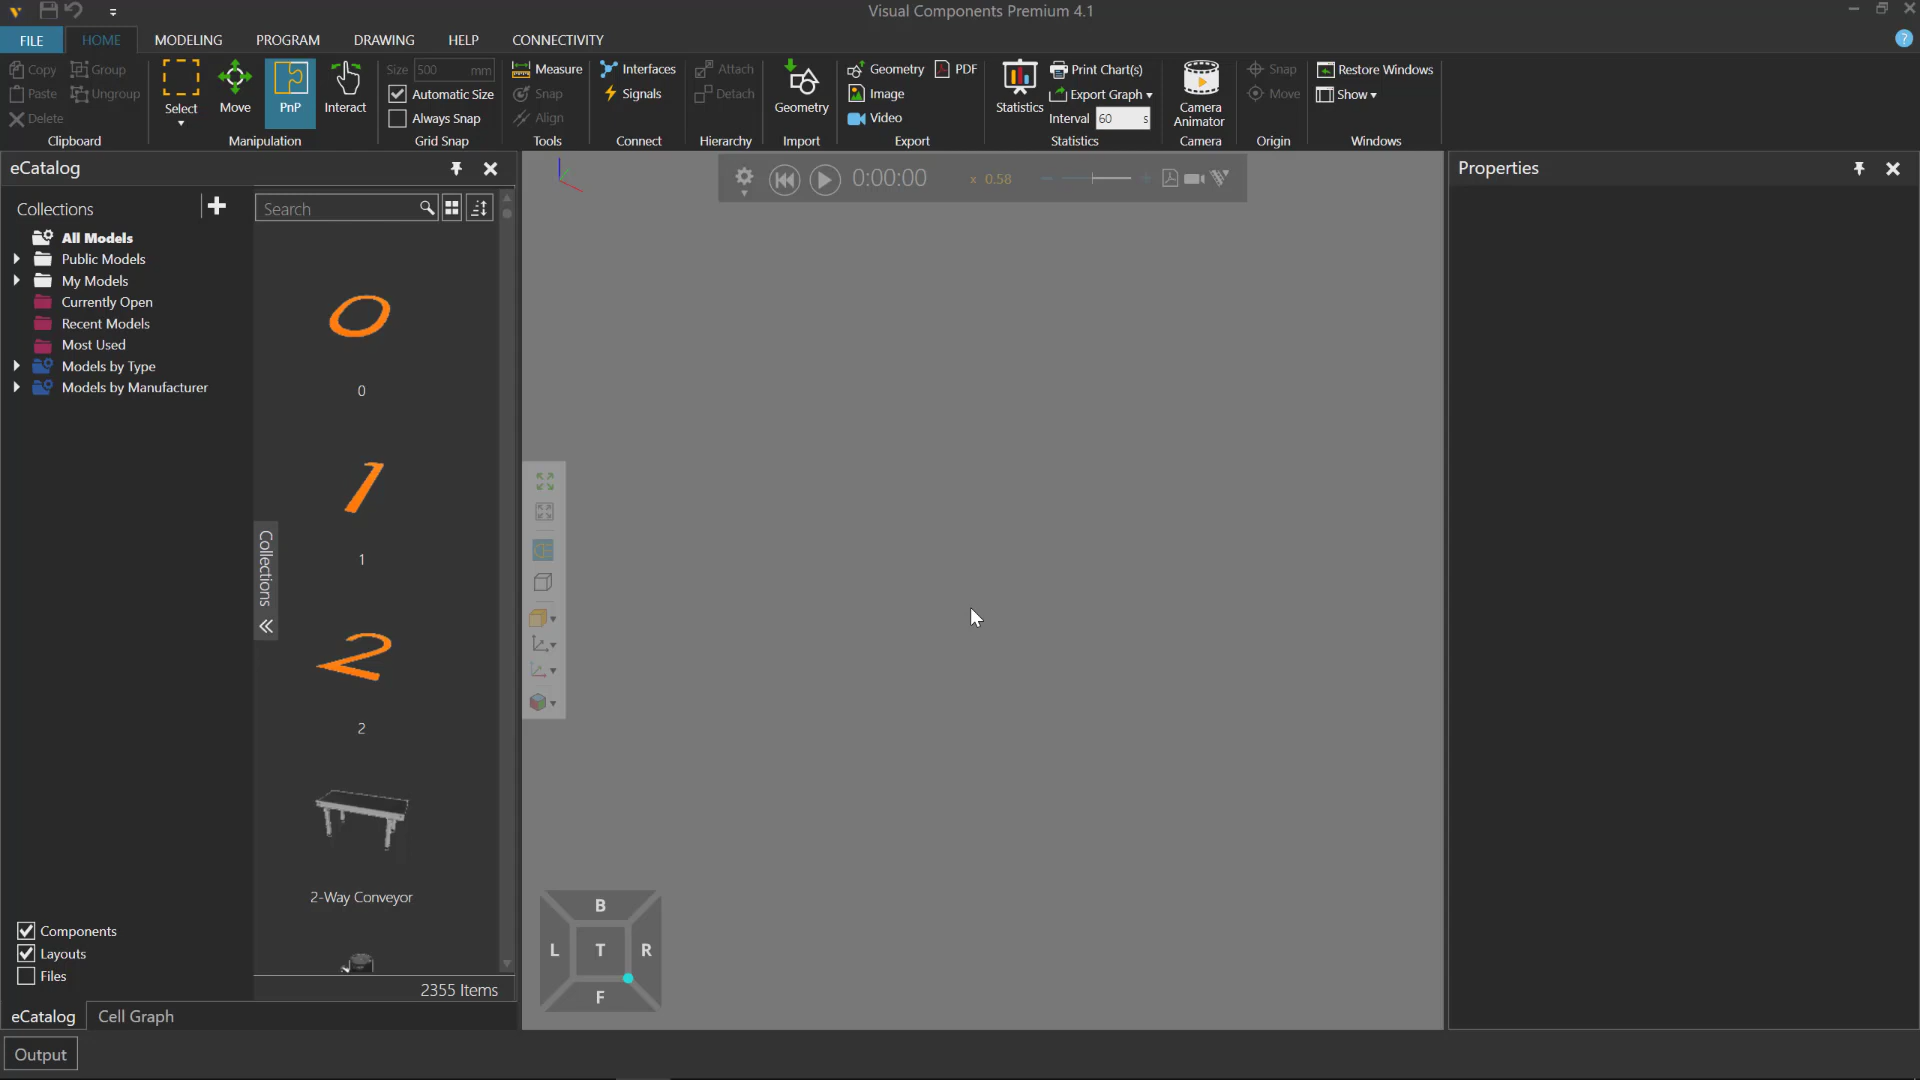 Visual Components Premium 4.1
FILE HOME MODELING PROGRAM DRAWING HELP CONNECTIVITY
Copy Group
Paste Ungroup
Delete
Clipboard
Select Move PnP Interact
Manipulation
Size 500 mm
Automatic Size
Always Snap
Grid Snap
Measure
Snap
Align
Tools
Interfaces
Signals
Connect
Attach
Detach
Hierarchy
Geometry
Import
Geometry PDF
Image
Video
Export
Statistics
Print Chart(s)
Export Graph
Interval 60 s
Statistics
Camera
Animator
Camera
Snap
Move
Origin
Restore Windows
Show
Windows
eCatalog
Collections
All Models
Public Models
My Models
Currently Open
Recent Models
Most Used
Models by Type
Models by Manufacturer
Components
Layouts
Files
Search
0
0
1
1
2
2
2-Way Conveyor
Collections
2355 Items
eCatalog Cell Graph
Output
0:00:00 x 0.58
B
L T R
F
Properties